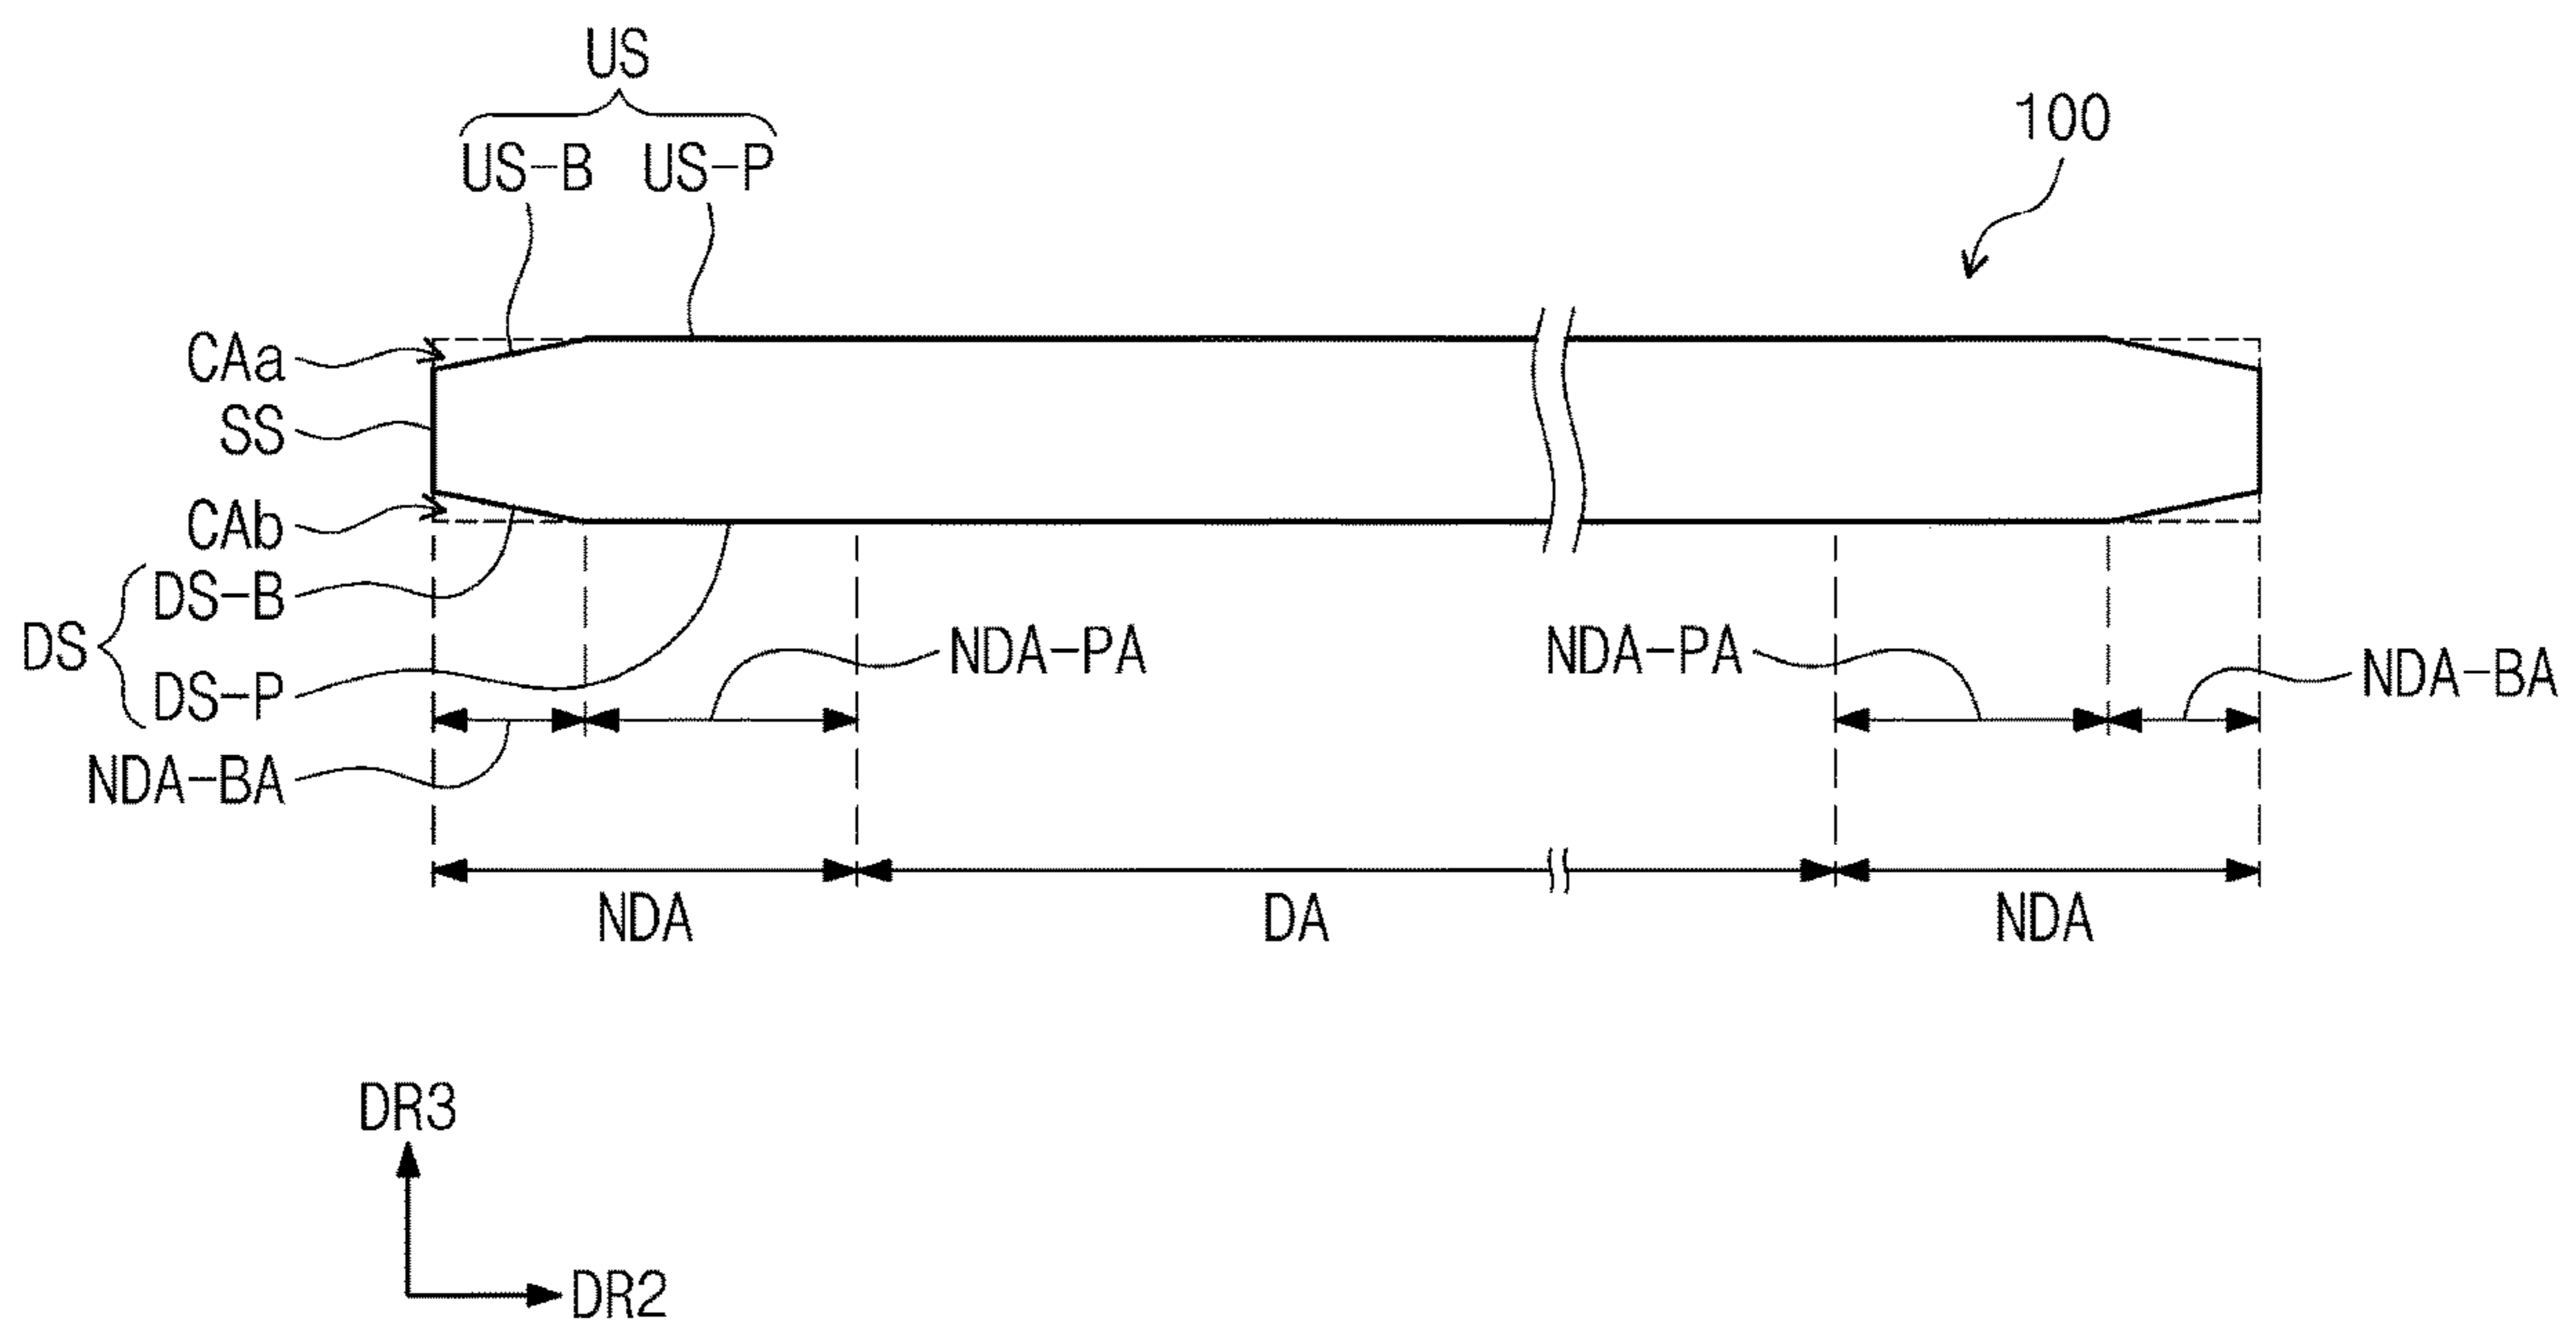 US
100
US-B US-P
CAa
SS
CAb
DS-B
DS
NDA-PA NDA-PA
NDA-BA
DS-P
NDA-BA
NDA DA NDA
DR3
DR2